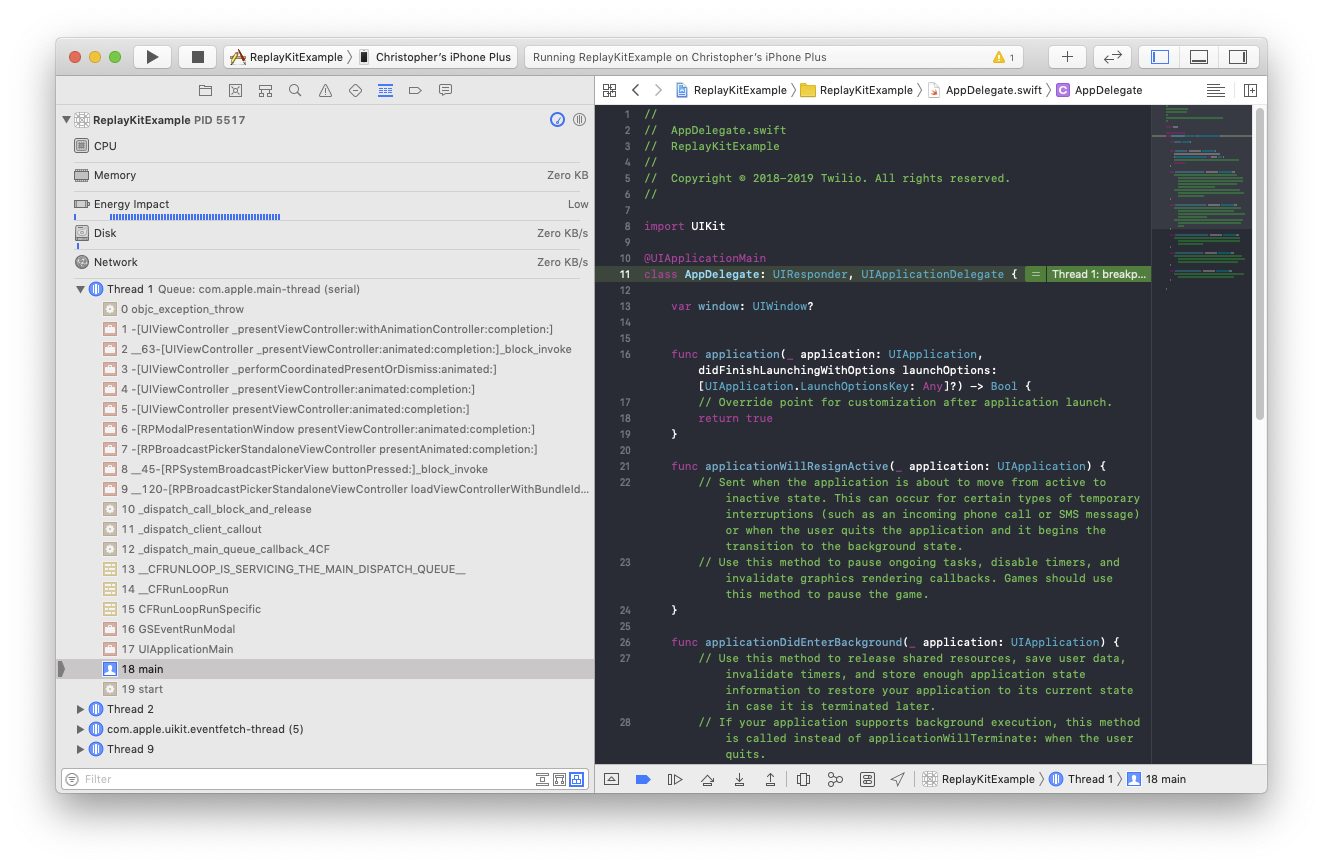 ReplayKitExample Christopher's iPhone Plus
Running ReplayKitExample on Christopher's iPhone Plus
1
ReplayKitExample PID 5517
CPU
Memory Zero KB
Energy Impact Low
Disk Zero KB/s
Network Zero KB/s
Thread 1 Queue: com.apple.main-thread (serial)
0 objc_exception_throw
1 -[UIViewController _presentViewController:withAnimationController:completion:]
2 __63-[UIViewController _presentViewController:animated:completion:]_block_invoke
3 -[UIViewController _performCoordinatedPresentOrDismiss:animated:]
4 -[UIViewController _presentViewController:animated:completion:]
5 -[UIViewController presentViewController:animated:completion:]
6 -[RPModalPresentationWindow presentViewController:animated:completion:]
7 -[RPBroadcastPickerStandaloneViewController presentAnimated:completion:]
8 __45-[RPSystemBroadcastPickerView buttonPressed:]_block_invoke
9 __120-[RPBroadcastPickerStandaloneViewController loadViewControllerWithBundleId...
10 _dispatch_call_block_and_release
11 _dispatch_client_callout
12 _dispatch_main_queue_callback_4CF
13 __CFRUNLOOP_IS_SERVICING_THE_MAIN_DISPATCH_QUEUE__
14 __CFRunLoopRun
15 CFRunLoopRunSpecific
16 GSEventRunModal
17 UIApplicationMain
18 main
19 start
Thread 2
com.apple.uikit.eventfetch-thread (5)
Thread 9
Filter
ReplayKitExample ReplayKitExample AppDelegate.swift C AppDelegate
1 //
2 //  AppDelegate.swift
3 //  ReplayKitExample
4 //
5 //  Copyright © 2018–2019 Twilio. All rights reserved.
6 //
7
8 import UIKit
9
10 @UIApplicationMain
11 class AppDelegate: UIResponder, UIApplicationDelegate { = Thread 1: breakp...
12
13 var window: UIWindow?
14
15
16 func application(_ application: UIApplication,
didFinishLaunchingWithOptions launchOptions:
[UIApplication.LaunchOptionsKey: Any]?) -> Bool {
17 // Override point for customization after application launch.
18 return true
19 }
20
21 func applicationWillResignActive(_ application: UIApplication) {
22 // Sent when the application is about to move from active to
inactive state. This can occur for certain types of temporary
interruptions (such as an incoming phone call or SMS message)
or when the user quits the application and it begins the
transition to the background state.
23 // Use this method to pause ongoing tasks, disable timers, and
invalidate graphics rendering callbacks. Games should use
this method to pause the game.
24 }
25
26 func applicationDidEnterBackground(_ application: UIApplication) {
27 // Use this method to release shared resources, save user data,
invalidate timers, and store enough application state
information to restore your application to its current state
in case it is terminated later.
28 // If your application supports background execution, this method
is called instead of applicationWillTerminate: when the user
quits.
ReplayKitExample Thread 1 18 main